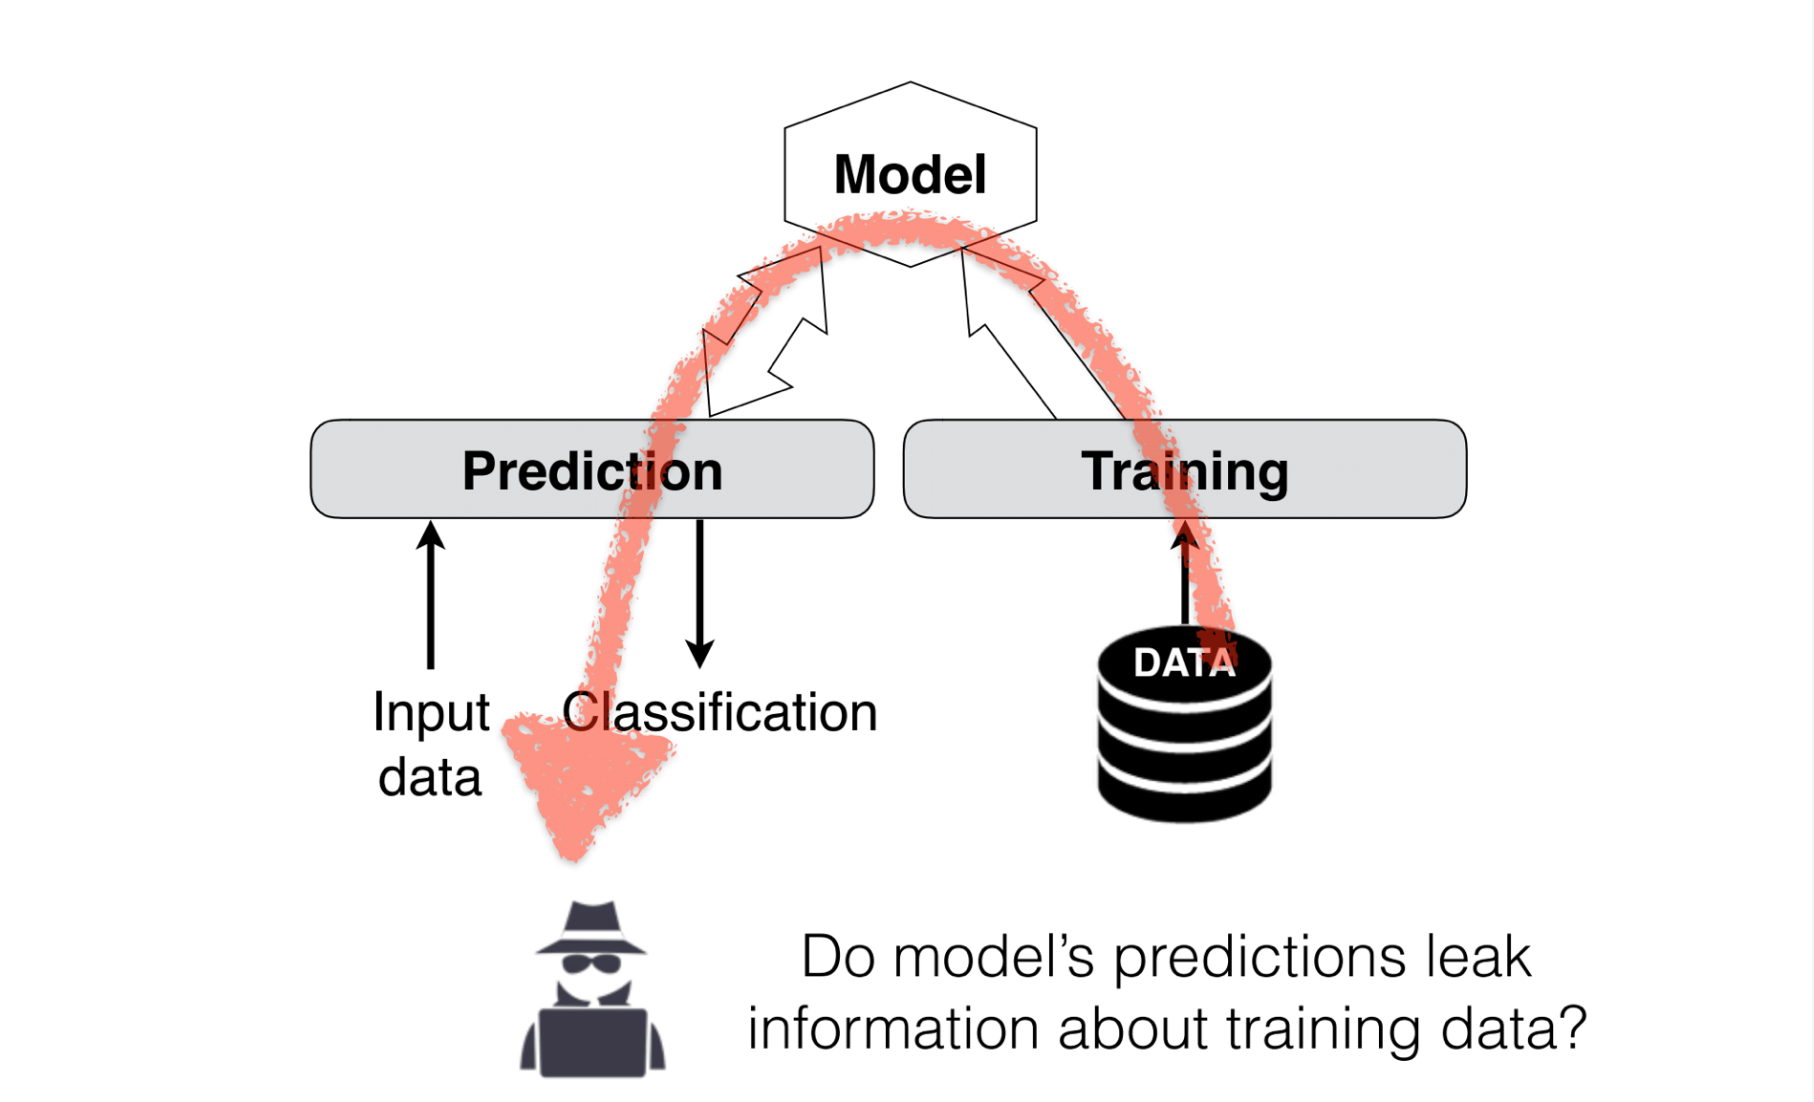 Model
Prediction
Training
Input
data
Classification
DATA
Do model’s predictions leak
information about training data?